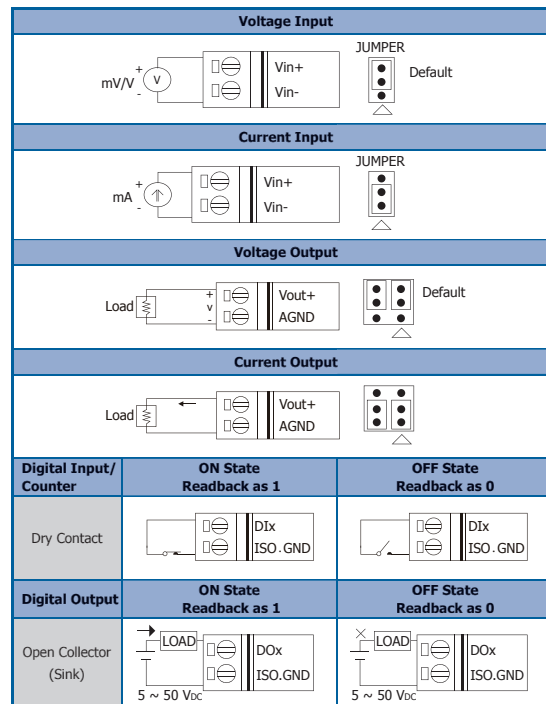 Voltage Input
JUMPER
mV/V + - V Vin+ Default
Vin-
Current Input
JUMPER
mA + - Vin+
Vin-
Voltage Output
Load + v - Vout+ Default
AGND
Current Output
Load Vout+
AGND
Digital Input/ Counter
ON State
Readback as 1
OFF State
Readback as 0
Dry Contact
DIx
ISO.GND
DIx
ISO.GND
Digital Output
ON State
Readback as 1
OFF State
Readback as 0
Open Collector
(Sink)
LOAD DOx
ISO.GND
5 ~ 50 VDC
LOAD DOx
ISO.GND
5 ~ 50 VDC